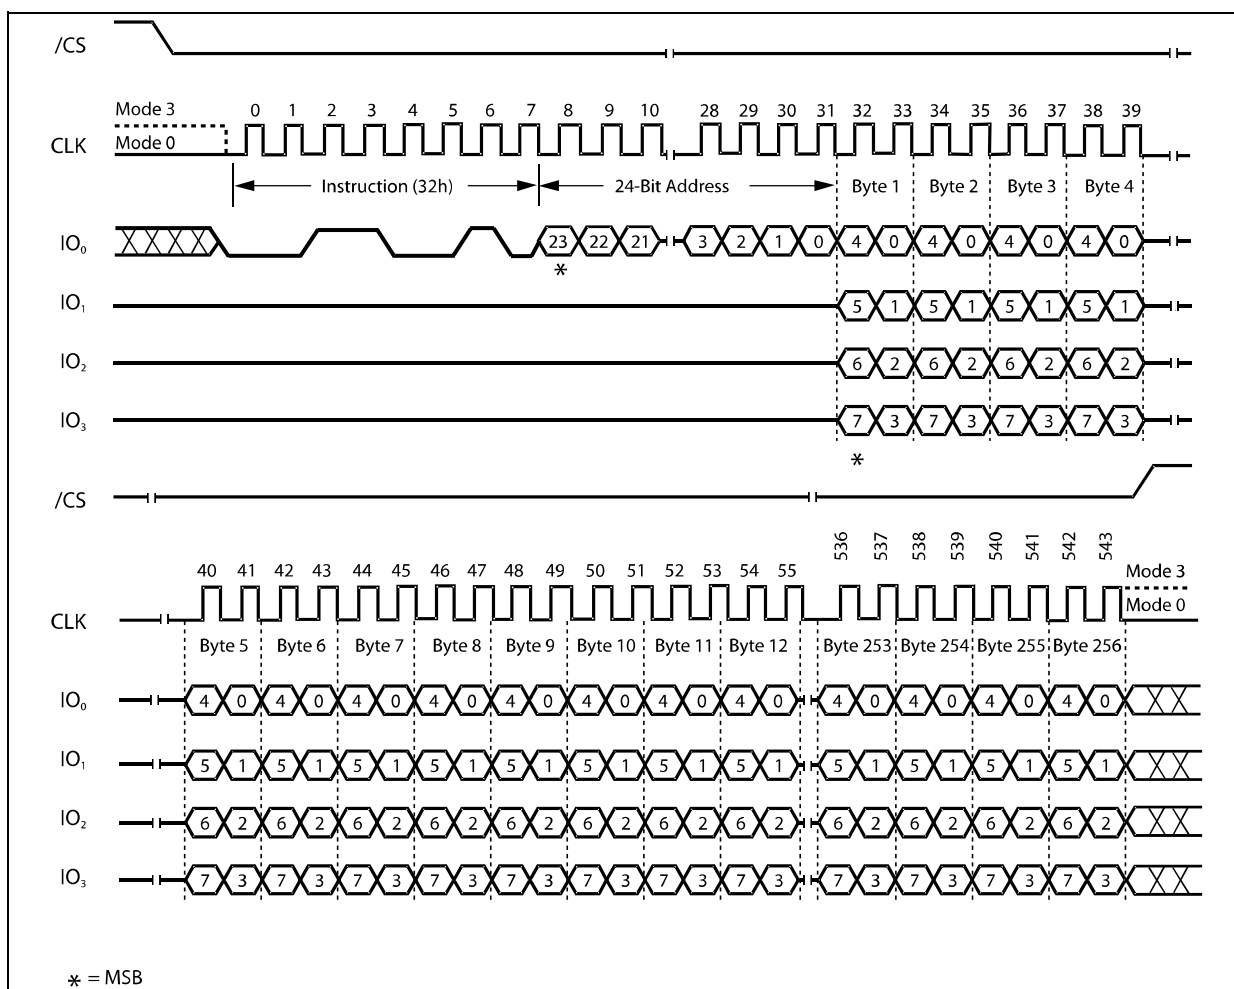 /CS
Mode 3
0 1 2 3 4 5 6 7 8 9 10 28 29 30 31 32 33 34 35 36 37 38 39
CLK
Mode 0
Instruction (32h) 24-Bit Address Byte 1 Byte 2 Byte 3 Byte 4
IO₀ 23 22 21 3 2 1 0 4 0 4 0 4 0 4 0
*
IO₁ 5 1 5 1 5 1 5 1
IO₂ 6 2 6 2 6 2 6 2
IO₃ 7 3 7 3 7 3 7 3
*
/CS
40 41 42 43 44 45 46 47 48 49 50 51 52 53 54 55 536 537 538 539 540 541 542 543
Mode 3
CLK
Mode 0
Byte 5 Byte 6 Byte 7 Byte 8 Byte 9 Byte 10 Byte 11 Byte 12 Byte 253 Byte 254 Byte 255 Byte 256
IO₀ 4 0 4 0 4 0 4 0 4 0 4 0 4 0 4 0 4 0 4 0 4 0 4 0
IO₁ 5 1 5 1 5 1 5 1 5 1 5 1 5 1 5 1 5 1 5 1 5 1 5 1
IO₂ 6 2 6 2 6 2 6 2 6 2 6 2 6 2 6 2 6 2 6 2 6 2 6 2
IO₃ 7 3 7 3 7 3 7 3 7 3 7 3 7 3 7 3 7 3 7 3 7 3 7 3
* = MSB